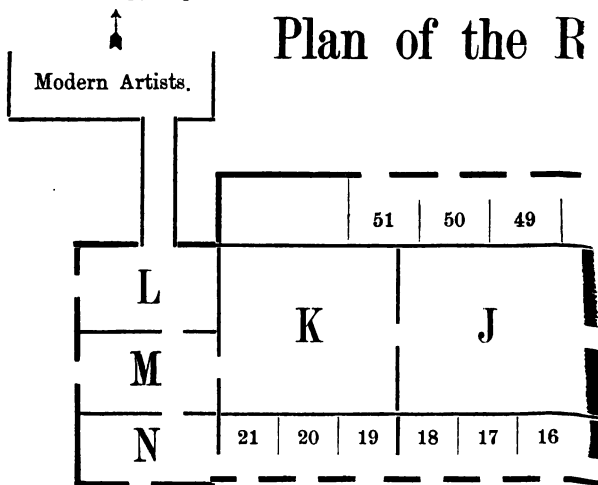 Plan of the R
Modern Artists.
51 50 49
L
K J
M
N
21 20 19 18 17 16